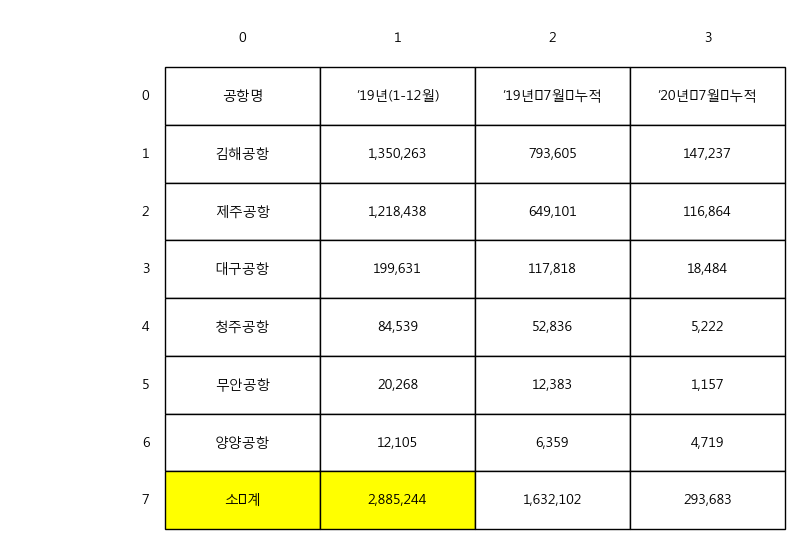 0 1 2 3
0 공항명 '19년(1-12월) '19년▯7월▯누적 '20년▯7월▯누적
1 김해공항 1,350,263 793,605 147,237
2 제주공항 1,218,438 649,101 116,864
3 대구공항 199,631 117,818 18,484
4 청주공항 84,539 52,836 5,222
5 무안공항 20,268 12,383 1,157
6 양양공항 12,105 6,359 4,719
7 소▯계 2,885,244 1,632,102 293,683